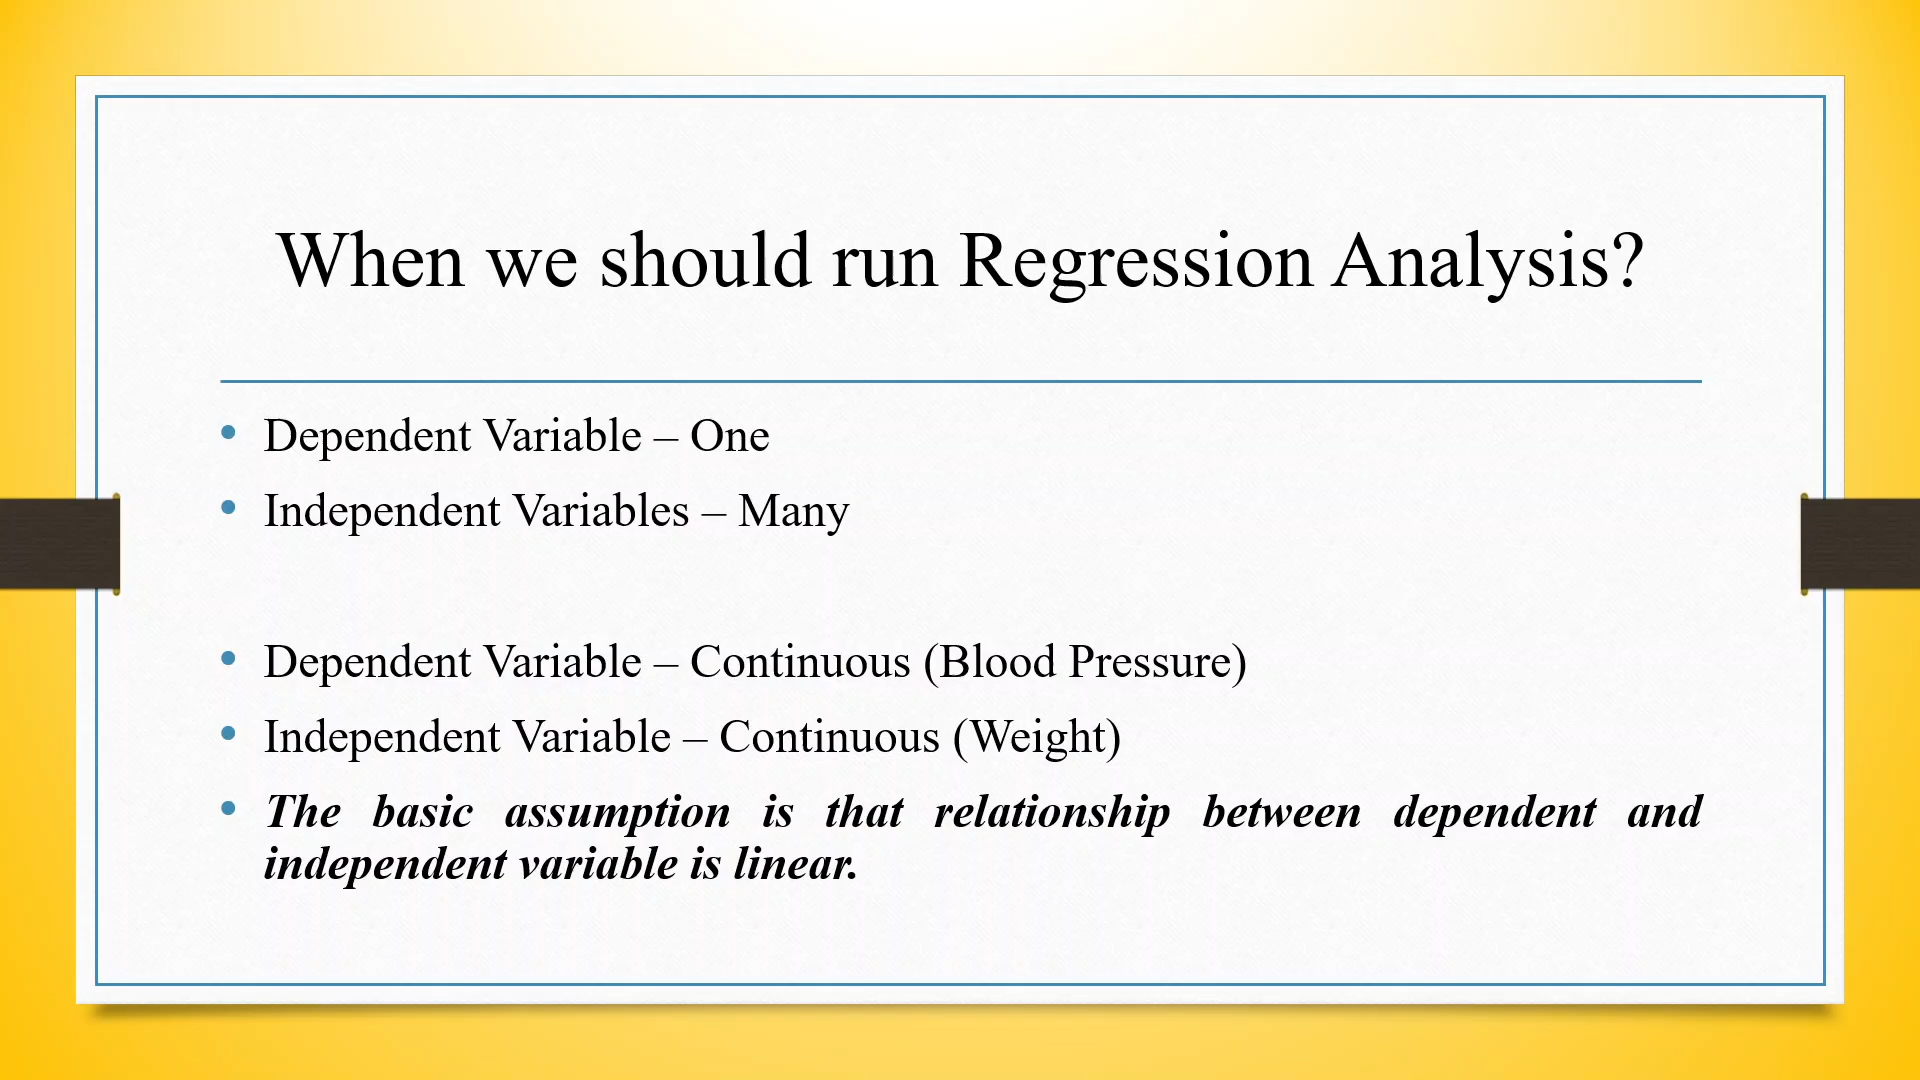 When we should run Regression Analysis?
• Dependent Variable – One
• Independent Variables – Many
• Dependent Variable – Continuous (Blood Pressure)
• Independent Variable – Continuous (Weight)
• The basic assumption is that relationship between dependent and
independent variable is linear.